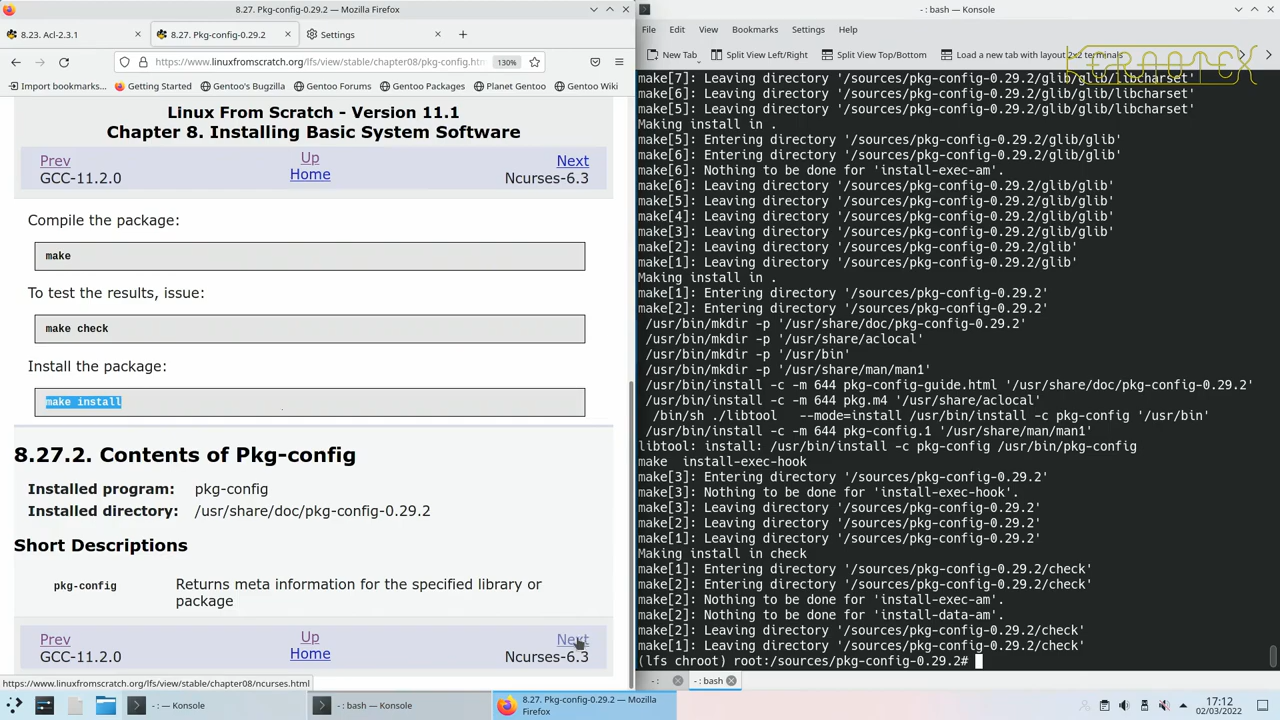 8.27. Pkg-config-0.29.2 — Mozilla Firefox
8.23. Acl-2.3.1
8.27. Pkg-config-0.29.2
Settings
https://www.linuxfromscratch.org/lfs/view/stable/chapter08/pkg-config.htm
130%
Import bookmarks...
Getting Started
Gentoo's Bugzilla
Gentoo Forums
Gentoo Packages
Planet Gentoo
Gentoo Wiki
Linux From Scratch - Version 11.1
Chapter 8. Installing Basic System Software
Prev
Up
Next
GCC-11.2.0
Home
Ncurses-6.3
Compile the package:
make
To test the results, issue:
make check
Install the package:
make install
8.27.2. Contents of Pkg-config
Installed program: pkg-config
Installed directory: /usr/share/doc/pkg-config-0.29.2
Short Descriptions
pkg-config
Returns meta information for the specified library or
package
Prev
Up
Next
GCC-11.2.0
Home
Ncurses-6.3
https://www.linuxfromscratch.org/lfs/view/stable/chapter08/ncurses.html
- : bash — Konsole
File Edit View Bookmarks Settings Help
New Tab
Split View Left/Right
Split View Top/Bottom
Load a new tab with layout 2x2 terminals
make[7]: Leaving directory '/sources/pkg-config-0.29.2/glib/glib/libcharset'
make[6]: Leaving directory '/sources/pkg-config-0.29.2/glib/glib/libcharset'
make[5]: Leaving directory '/sources/pkg-config-0.29.2/glib/glib/libcharset'
Making install in .
make[5]: Entering directory '/sources/pkg-config-0.29.2/glib/glib'
make[6]: Entering directory '/sources/pkg-config-0.29.2/glib/glib'
make[6]: Nothing to be done for 'install-exec-am'.
make[6]: Leaving directory '/sources/pkg-config-0.29.2/glib/glib'
make[5]: Leaving directory '/sources/pkg-config-0.29.2/glib/glib'
make[4]: Leaving directory '/sources/pkg-config-0.29.2/glib/glib'
make[3]: Leaving directory '/sources/pkg-config-0.29.2/glib/glib'
make[2]: Leaving directory '/sources/pkg-config-0.29.2/glib'
make[1]: Leaving directory '/sources/pkg-config-0.29.2/glib'
Making install in .
make[1]: Entering directory '/sources/pkg-config-0.29.2'
make[2]: Entering directory '/sources/pkg-config-0.29.2'
/usr/bin/mkdir -p '/usr/share/doc/pkg-config-0.29.2'
/usr/bin/mkdir -p '/usr/share/aclocal'
/usr/bin/mkdir -p '/usr/bin'
/usr/bin/mkdir -p '/usr/share/man/man1'
/usr/bin/install -c -m 644 pkg-config-guide.html '/usr/share/doc/pkg-config-0.29.2'
/usr/bin/install -c -m 644 pkg.m4 '/usr/share/aclocal'
/bin/sh ./libtool   --mode=install /usr/bin/install -c pkg-config '/usr/bin'
/usr/bin/install -c -m 644 pkg-config.1 '/usr/share/man/man1'
libtool: install: /usr/bin/install -c pkg-config /usr/bin/pkg-config
make  install-exec-hook
make[3]: Entering directory '/sources/pkg-config-0.29.2'
make[3]: Nothing to be done for 'install-exec-hook'.
make[3]: Leaving directory '/sources/pkg-config-0.29.2'
make[2]: Leaving directory '/sources/pkg-config-0.29.2'
make[1]: Leaving directory '/sources/pkg-config-0.29.2'
Making install in check
make[1]: Entering directory '/sources/pkg-config-0.29.2/check'
make[2]: Entering directory '/sources/pkg-config-0.29.2/check'
make[2]: Nothing to be done for 'install-exec-am'.
make[2]: Nothing to be done for 'install-data-am'.
make[2]: Leaving directory '/sources/pkg-config-0.29.2/check'
make[1]: Leaving directory '/sources/pkg-config-0.29.2/check'
(lfs chroot) root:/sources/pkg-config-0.29.2#
- :
- : bash
- : — Konsole
- : bash — Konsole
8.27. Pkg-config-0.29.2 — Mozilla
Firefox
17:12
02/03/2022